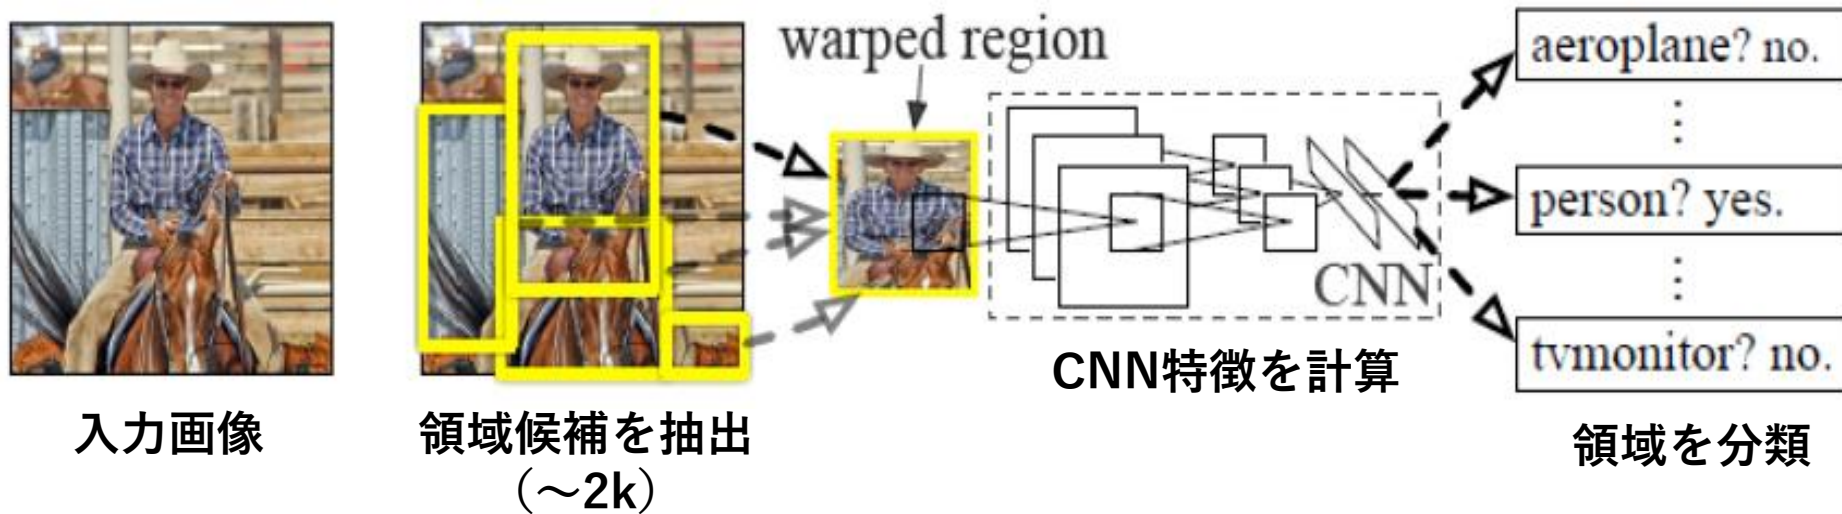 入力画像
領域候補を抽出
（～2k）
warped region
CNN
CNN特徴を計算
aeroplane? no.
⋮
person? yes.
⋮
tvmonitor? no.
領域を分類